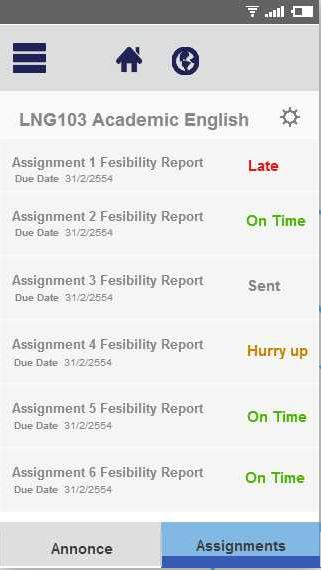 LNG103 Academic English
Assignment 1 Fesibility Report
Late
Due Date 31/2/2554
Assignment 2 Fesibility Report
On Time
Due Date 31/2/2554
Assignment 3 Fesibility Report
Sent
Due Date 31/2/2554
Assignment 4 Fesibility Report
Hurry up
Due Date 31/2/2554
Assignment 5 Fesibility Report
On Time
Due Date 31/2/2554
Assignment 6 Fesibility Report
On Time
Due Date 31/2/2554
Annonce
Assignments